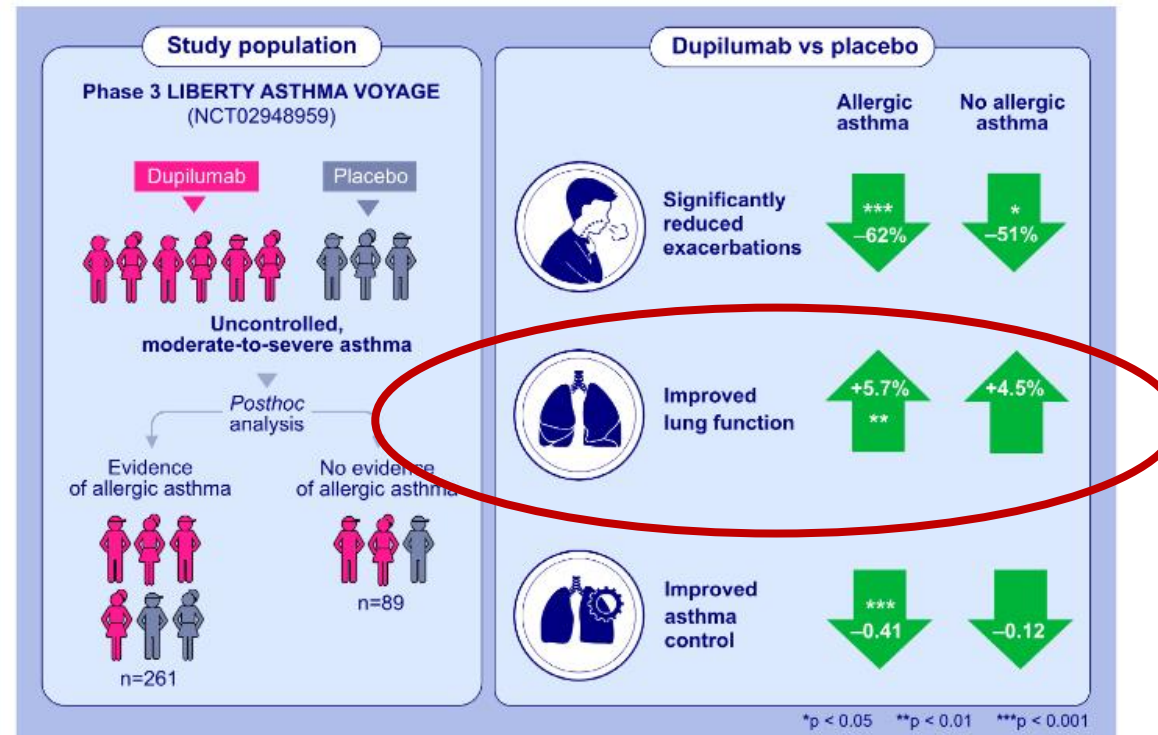 Study population
Phase 3 LIBERTY ASTHMA VOYAGE
(NCT02948959)
Dupilumab
Placebo
Uncontrolled,
moderate-to-severe asthma
Posthoc
analysis
Evidence
of allergic asthma
n=261
No evidence
of allergic asthma
n=89
Dupilumab vs placebo
Allergic
asthma
No allergic
asthma
Significantly
reduced
exacerbations
***
–62%
*
–51%
Improved
lung function
+5.7%
**
+4.5%
Improved
asthma
control
***
–0.41
–0.12
*p < 0.05 **p < 0.01 ***p < 0.001